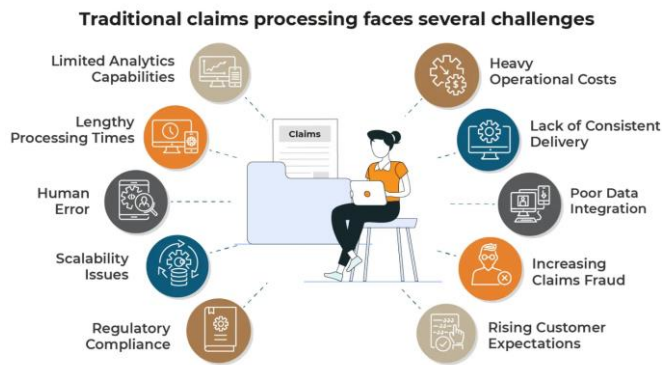 Traditional claims processing faces several challenges
Limited Analytics
Capabilities
Lengthy
Processing Times
Human
Error
Scalability
Issues
Regulatory
Compliance
Claims
Heavy
Operational Costs
Lack of Consistent
Delivery
Poor Data
Integration
Increasing
Claims Fraud
Rising Customer
Expectations